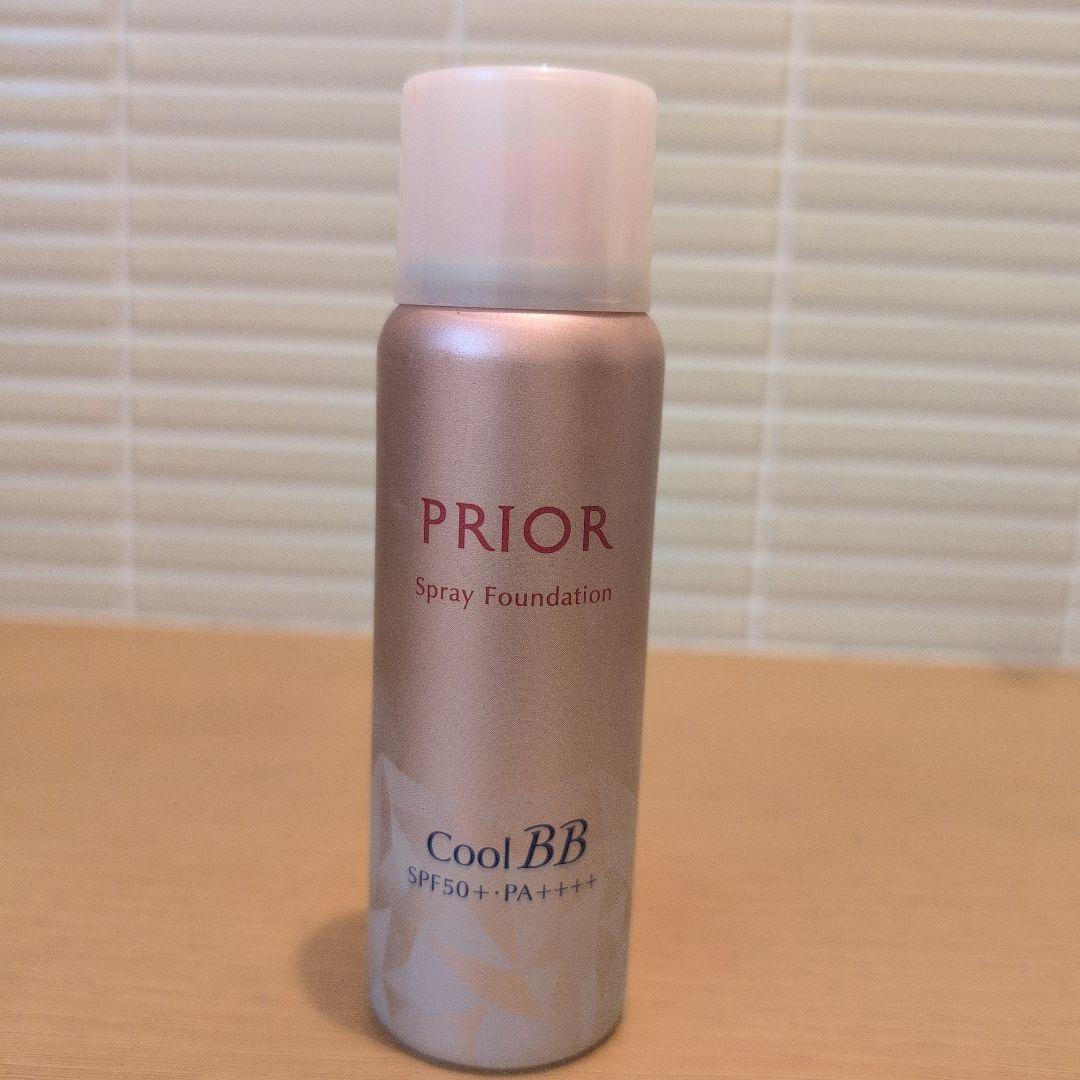 PRIOR
Spray Foundation
Cool BB
SPF50+・PA++++